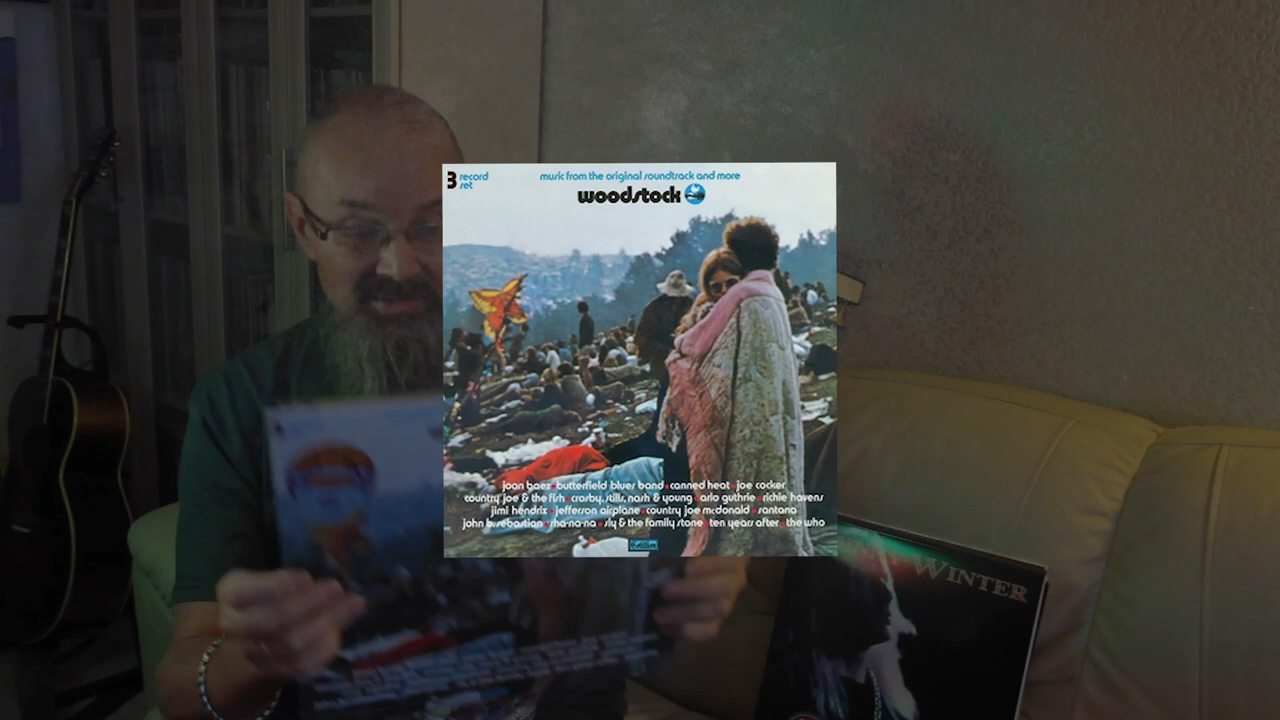 3 record
set
music from the original soundtrack and more
woodstock
joan baez • butterfield blues band • canned heat • joe cocker
country joe & the fish • crosby, stills, nash & young • arlo guthrie • richie havens
jimi hendrix • jefferson airplane • country joe mcdonald • santana
john b. sebastian • sha-na-na • sly & the family stone • ten years after • the who
WINTER